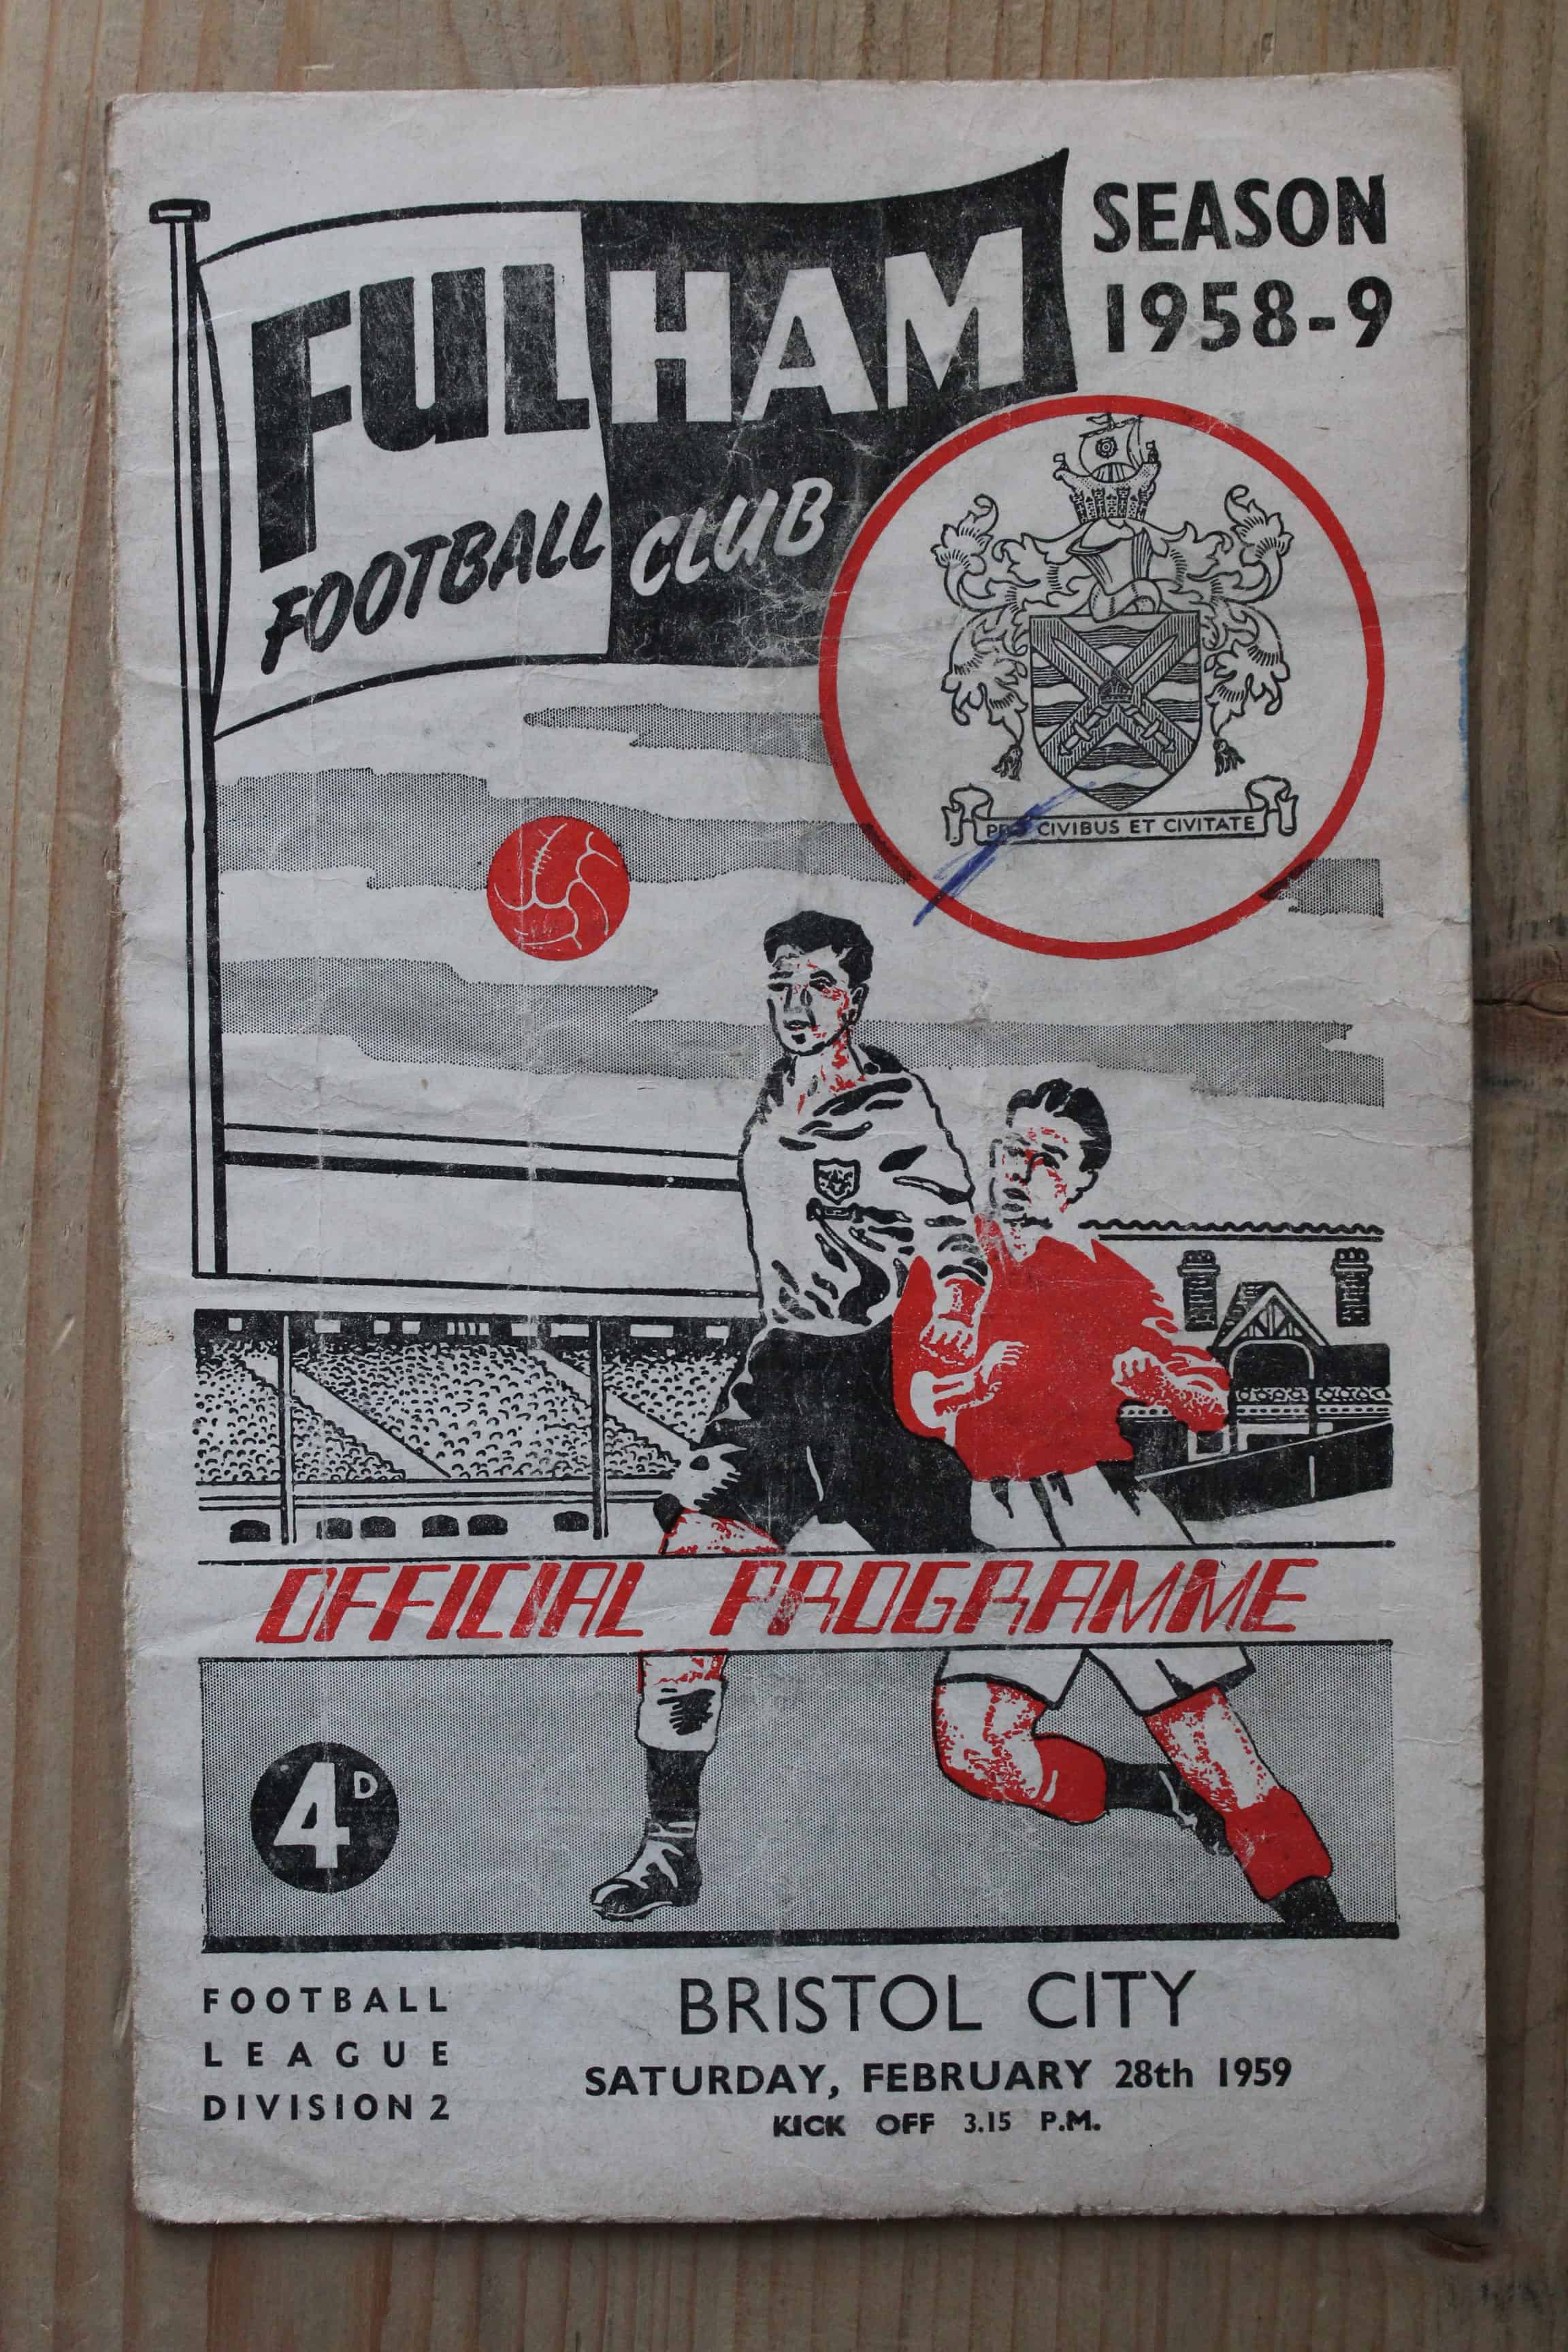 FULHAM
FOOTBALL CLUB
SEASON
1958-9
PRO CIVIBUS ET CIVITATE
OFFICIAL PROGRAMME
4D
FOOTBALL
LEAGUE
DIVISION 2
BRISTOL CITY
SATURDAY, FEBRUARY 28th 1959
KICK OFF 3.15 P.M.